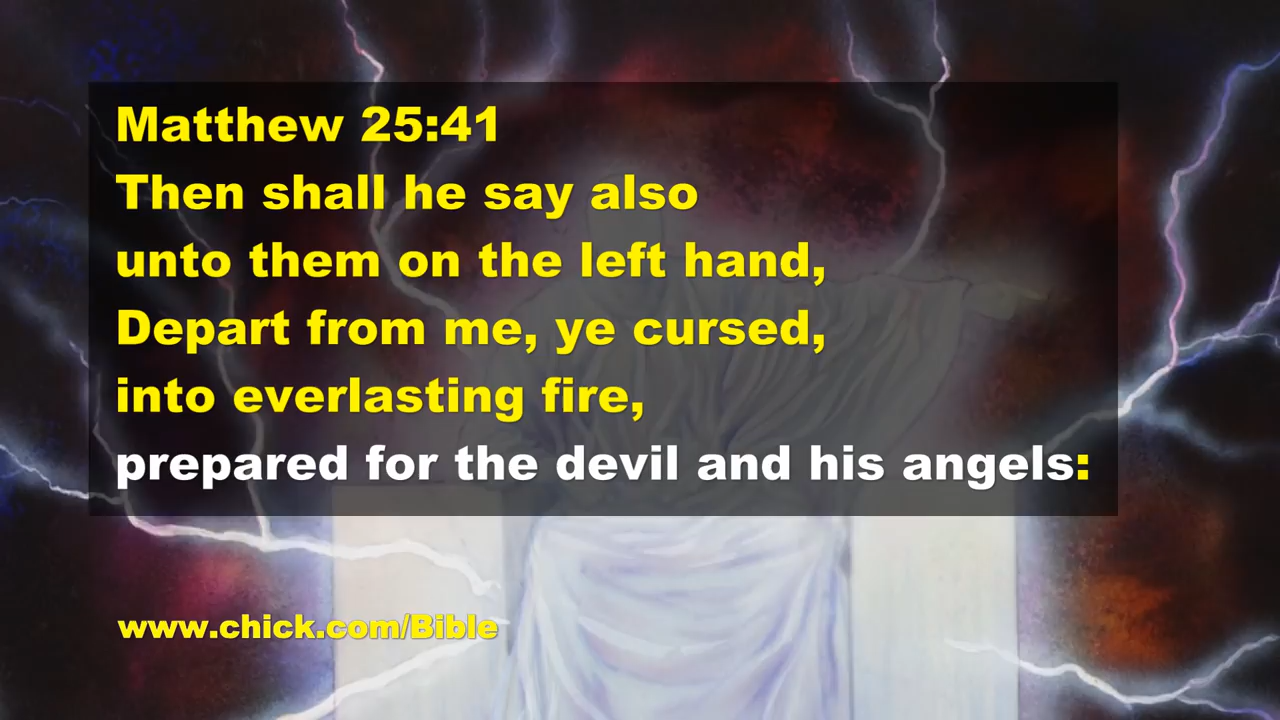 Matthew 25:41
Then shall he say also
unto them on the left hand,
Depart from me, ye cursed,
into everlasting fire,
prepared for the devil and his angels:
www.chick.com/Bible